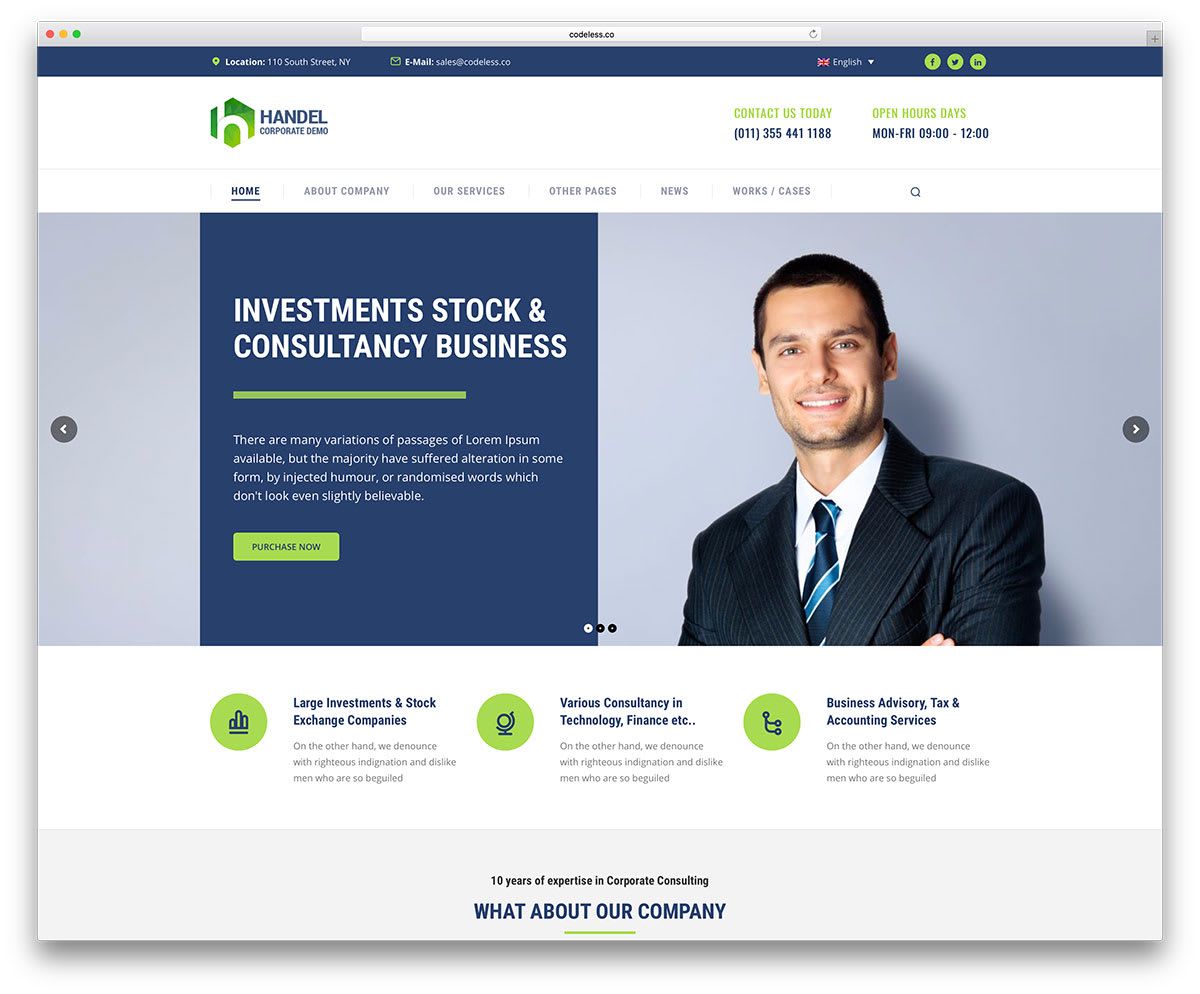 codeless.co
Location: 110 South Street, NY
E-Mail: sales@codeless.co
English
HANDEL
CORPORATE DEMO
CONTACT US TODAY
(011) 355 441 1188
OPEN HOURS DAYS
MON-FRI 09:00 - 12:00
HOME
ABOUT COMPANY
OUR SERVICES
OTHER PAGES
NEWS
WORKS / CASES
INVESTMENTS STOCK &
CONSULTANCY BUSINESS
There are many variations of passages of Lorem Ipsum
available, but the majority have suffered alteration in some
form, by injected humour, or randomised words which
don't look even slightly believable.
PURCHASE NOW
Large Investments & Stock
Exchange Companies
On the other hand, we denounce
with righteous indignation and dislike
men who are so beguiled
Various Consultancy in
Technology, Finance etc..
On the other hand, we denounce
with righteous indignation and dislike
men who are so beguiled
Business Advisory, Tax &
Accounting Services
On the other hand, we denounce
with righteous indignation and dislike
men who are so beguiled
10 years of expertise in Corporate Consulting
WHAT ABOUT OUR COMPANY